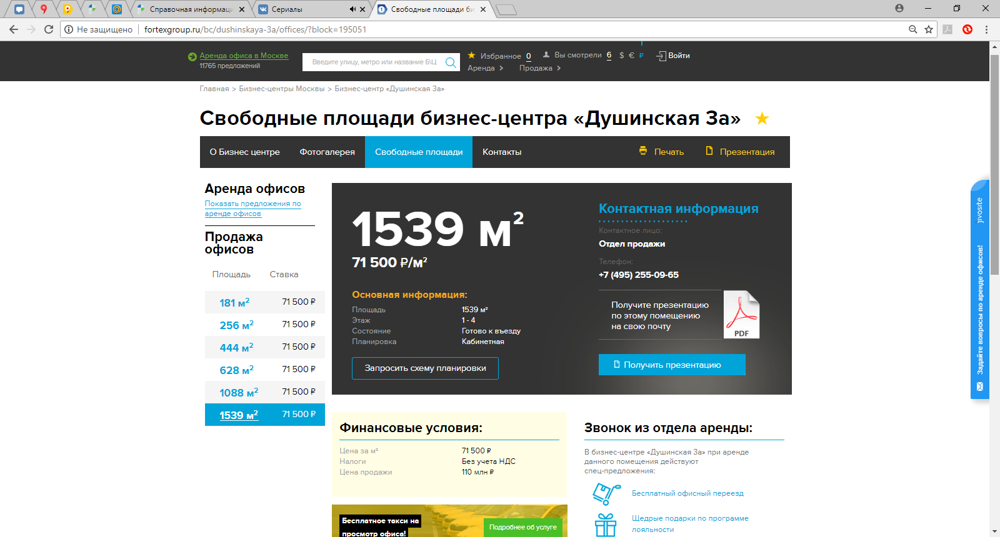 Справочная информаци
Сериалы
Свободные площади би
Не защищено
fortexgroup.ru/bc/dushinskaya-3a/offices/?block=195051
Аренда офиса в Москве
11765 предложений
Введите улицу, метро или название Б\Ц
Избранное 0
Вы смотрели 6
$ € ₽
Войти
Аренда >
Продажа >
Главная > Бизнес-центры Москвы > Бизнес-центр «Душинская 3а»
Свободные площади бизнес-центра «Душинская 3а»
О Бизнес центре
Фотогалерея
Свободные площади
Контакты
Печать
Презентация
Аренда офисов
Показать предложения по
аренде офисов
Продажа
офисов
Площадь Ставка
181 м² 71 500 ₽
256 м² 71 500 ₽
444 м² 71 500 ₽
628 м² 71 500 ₽
1088 м² 71 500 ₽
1539 м² 71 500 ₽
1539 м²
71 500 ₽/м²
Основная информация:
Площадь 1539 м²
Этаж 1 - 4
Состояние Готово к въезду
Планировка Кабинетная
Запросить схему планировки
Контактная информация
Контактное лицо:
Отдел продажи
Телефон:
+7 (495) 255-09-65
Получите презентацию
по этому помещению
на свою почту
PDF
Получить презентацию
Финансовые условия:
Цена за м² 71 500 ₽
Налоги Без учета НДС
Цена продажи 110 млн ₽
Бесплатное такси на
просмотр офиса!
Подробнее об услуге
Звонок из отдела аренды:
В бизнес-центре «Душинская 3а» при аренде
данного помещения действуют
спец-предложения:
Бесплатный офисный переезд
Щедрые подарки по программе
лояльности
jivosite
Задайте вопросы по аренде офисов!